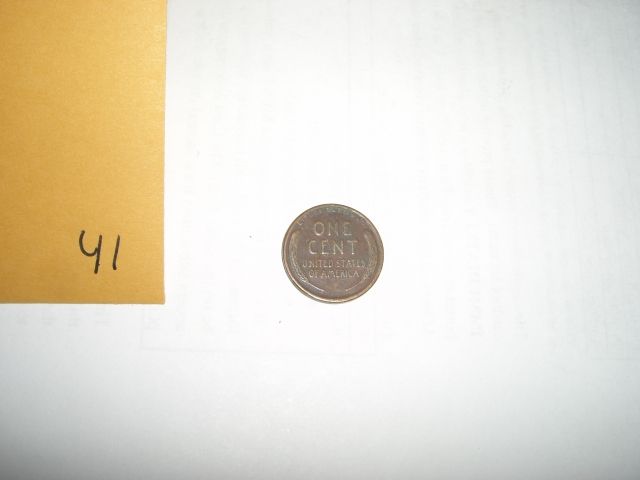 41
ONE
CENT
UNITED STATES
OF AMERICA